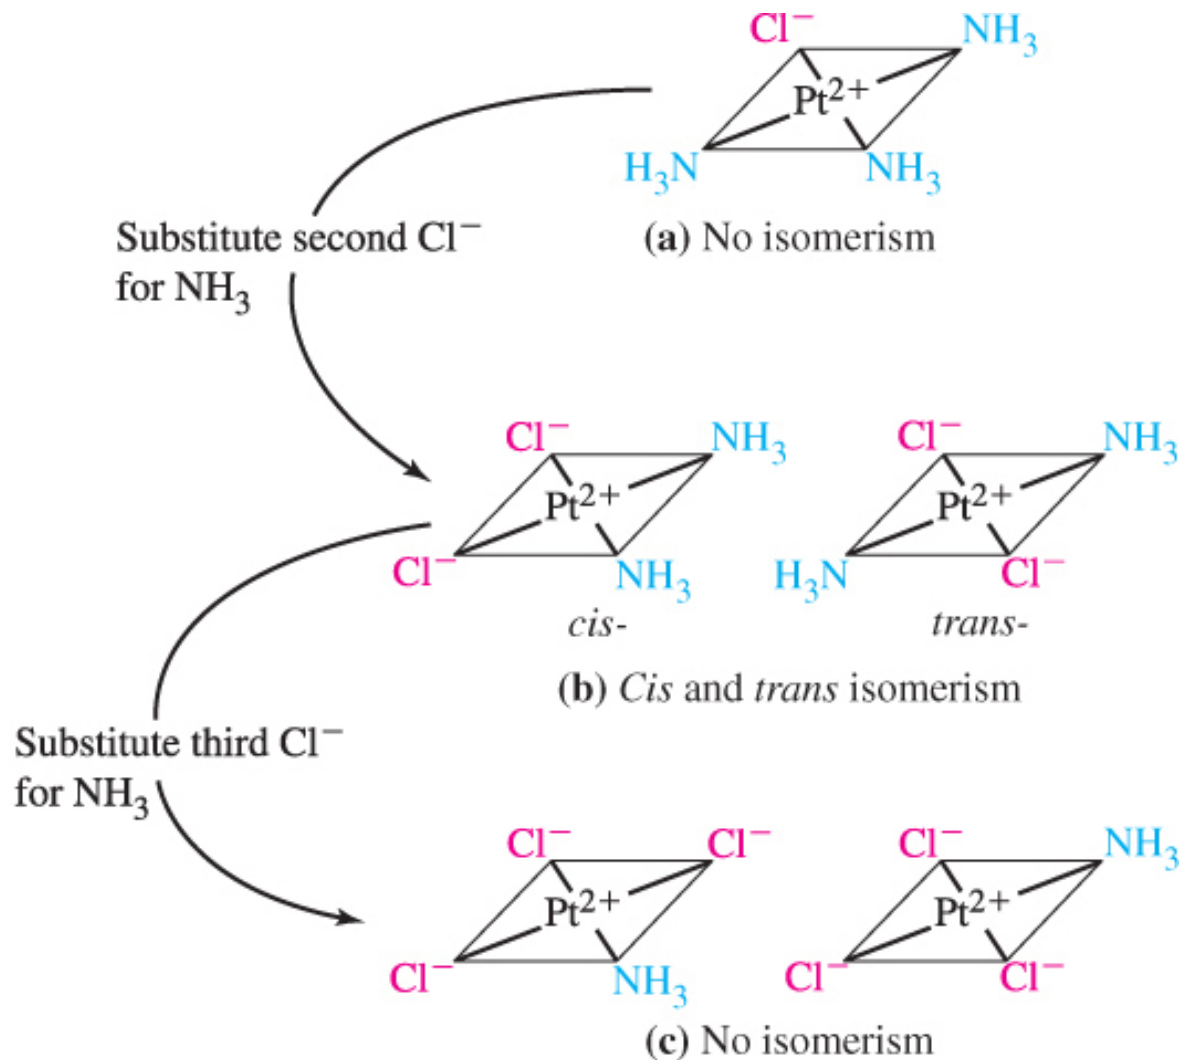 Cl⁻ NH₃
Pt²⁺
H₃N NH₃
(a) No isomerism
Substitute second Cl⁻
for NH₃
Cl⁻ NH₃ Cl⁻ NH₃
Pt²⁺ Pt²⁺
Cl⁻ NH₃ H₃N Cl⁻
cis- trans-
(b) Cis and trans isomerism
Substitute third Cl⁻
for NH₃
Cl⁻ Cl⁻ Cl⁻ NH₃
Pt²⁺ Pt²⁺
Cl⁻ NH₃ Cl⁻ Cl⁻
(c) No isomerism